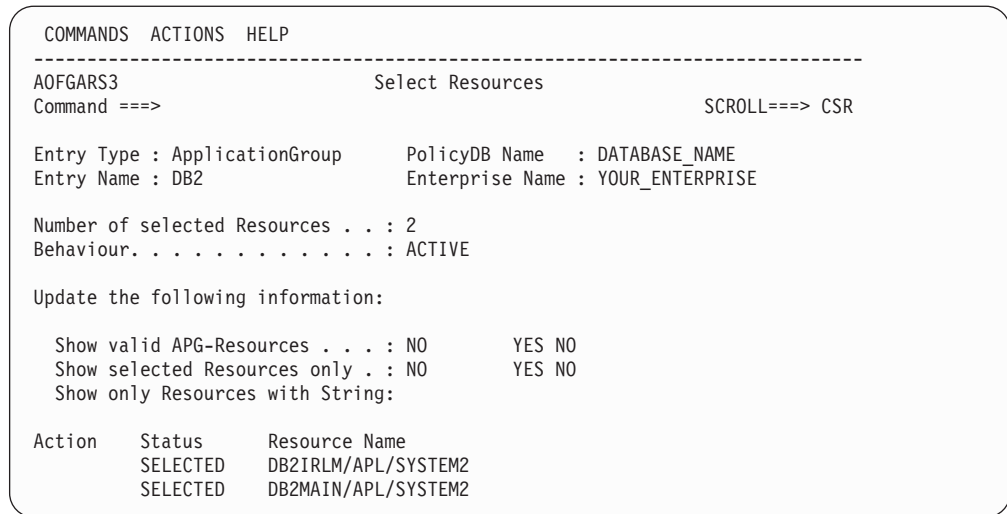 COMMANDS ACTIONS HELP
-------------------------------------------------------------------------------
AOFGARS3 Select Resources
Command ===> SCROLL===> CSR
Entry Type : ApplicationGroup PolicyDB Name : DATABASE_NAME
Entry Name : DB2 Enterprise Name : YOUR_ENTERPRISE
Number of selected Resources . . : 2
Behaviour. . . . . . . . . . . . : ACTIVE
Update the following information:
Show valid APG-Resources . . . : NO YES NO
Show selected Resources only . : NO YES NO
Show only Resources with String:
Action Status Resource Name
SELECTED DB2IRLM/APL/SYSTEM2
SELECTED DB2MAIN/APL/SYSTEM2